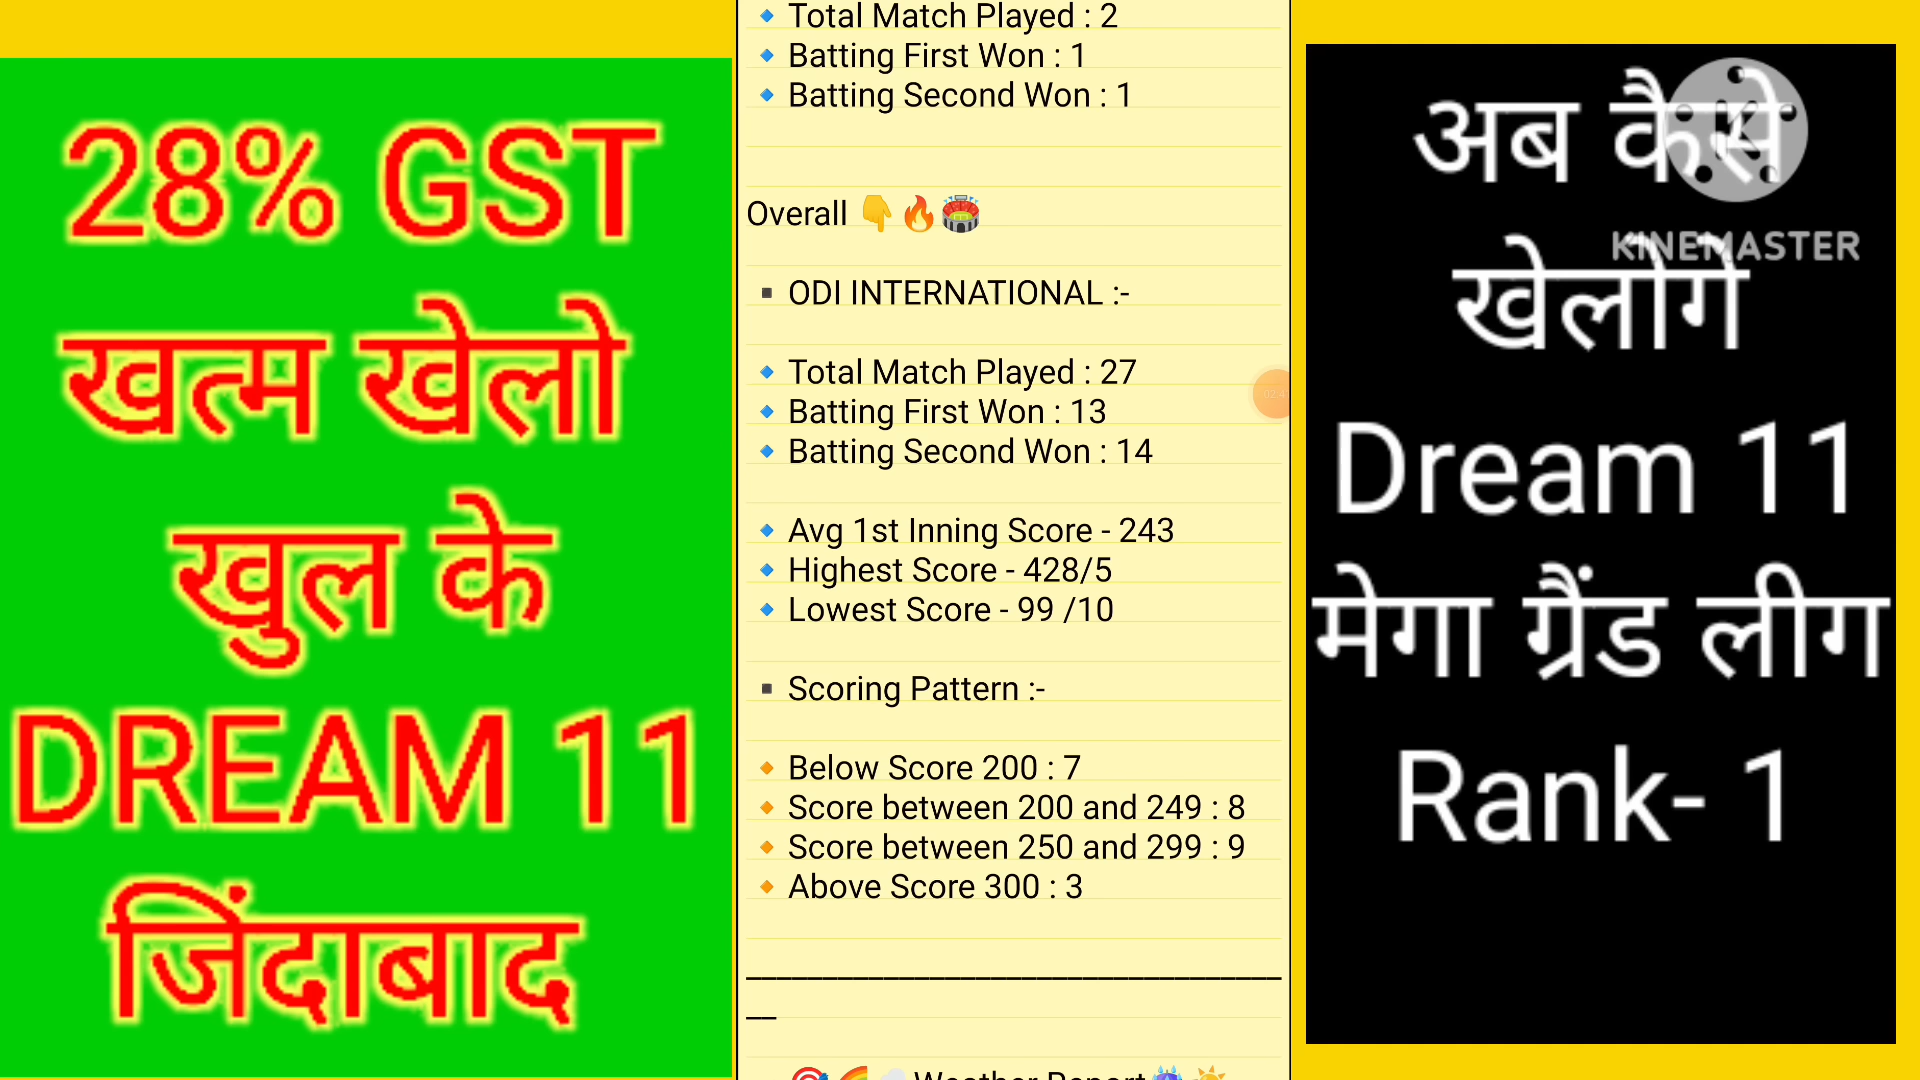 28% GST
खत्म खेलो
खुल के
DREAM 11
जिंदाबाद
🔹 Total Match Played : 2
🔹 Batting First Won : 1
🔹 Batting Second Won : 1
Overall 👇🔥🏟️
▪️ ODI INTERNATIONAL :-
🔹 Total Match Played : 27
🔹 Batting First Won : 13
🔹 Batting Second Won : 14
🔹 Avg 1st Inning Score - 243
🔹 Highest Score - 428/5
🔹 Lowest Score - 99 /10
▪️ Scoring Pattern :-
🔸 Below Score 200 : 7
🔸 Score between 200 and 249 : 8
🔸 Score between 250 and 299 : 9
🔸 Above Score 300 : 3
🎯🌈☁️Weather Report🌧️☀️
अब कैसे
खेलोगे
Dream 11
मेगा ग्रैंड लीग
Rank- 1
KINEMASTER